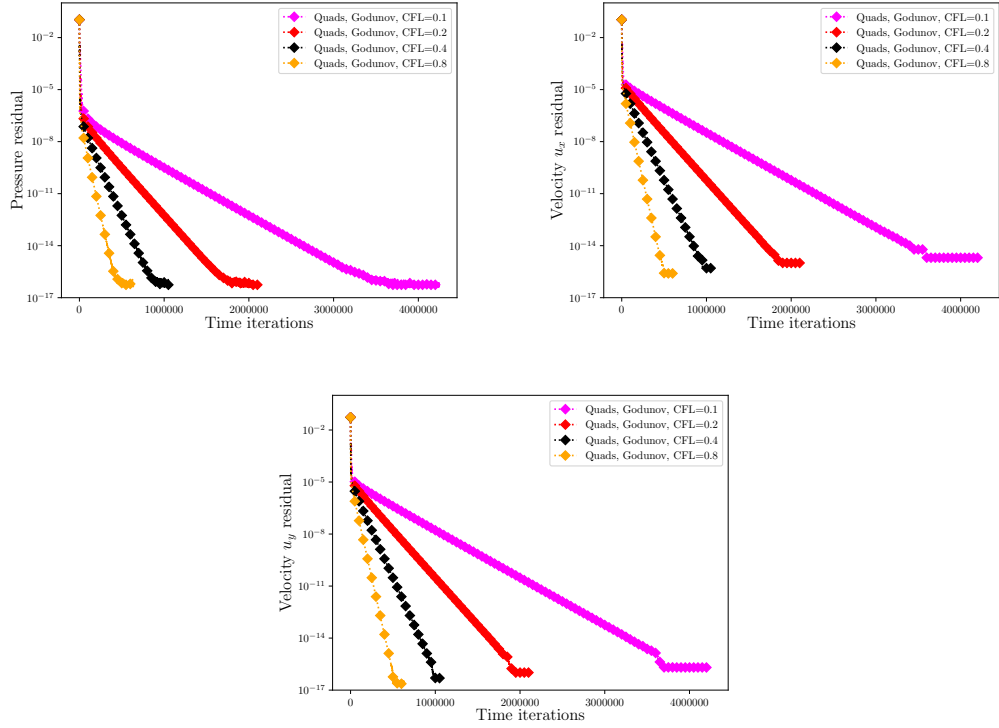 Quads, Godunov, CFL=0.1
Quads, Godunov, CFL=0.2
Quads, Godunov, CFL=0.4
Quads, Godunov, CFL=0.8
Pressure residual
10⁻²
10⁻⁵
10⁻⁸
10⁻¹¹
10⁻¹⁴
10⁻¹⁷
0 1000000 2000000 3000000 4000000
Time iterations
Quads, Godunov, CFL=0.1
Quads, Godunov, CFL=0.2
Quads, Godunov, CFL=0.4
Quads, Godunov, CFL=0.8
Velocity uₓ residual
10⁻²
10⁻⁵
10⁻⁸
10⁻¹¹
10⁻¹⁴
10⁻¹⁷
0 1000000 2000000 3000000 4000000
Time iterations
Quads, Godunov, CFL=0.1
Quads, Godunov, CFL=0.2
Quads, Godunov, CFL=0.4
Quads, Godunov, CFL=0.8
Velocity u_y residual
10⁻²
10⁻⁵
10⁻⁸
10⁻¹¹
10⁻¹⁴
10⁻¹⁷
0 1000000 2000000 3000000 4000000
Time iterations